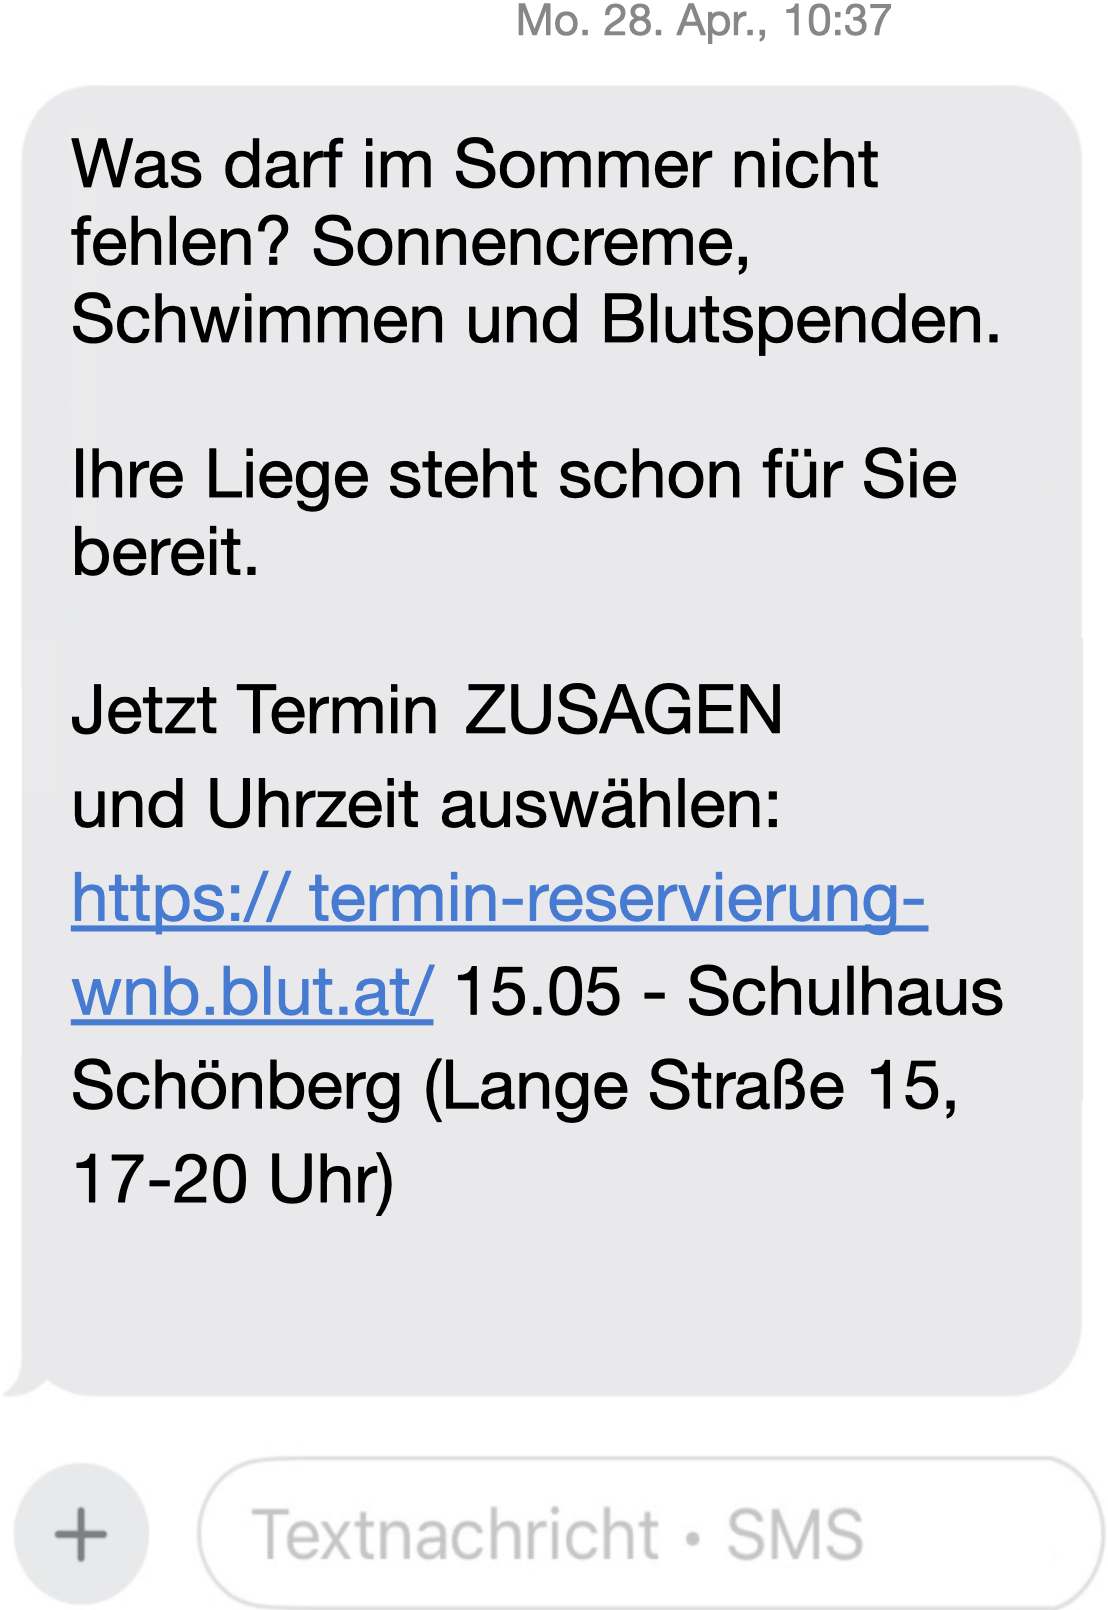 Mo. 28. Apr., 10:37
Was darf im Sommer nicht
fehlen? Sonnencreme,
Schwimmen und Blutspenden.
Ihre Liege steht schon für Sie
bereit.
Jetzt Termin ZUSAGEN
und Uhrzeit auswählen:
https:// termin-reservierung-
wnb.blut.at/ 15.05 - Schulhaus
Schönberg (Lange Straße 15,
17-20 Uhr)
+
Textnachricht • SMS